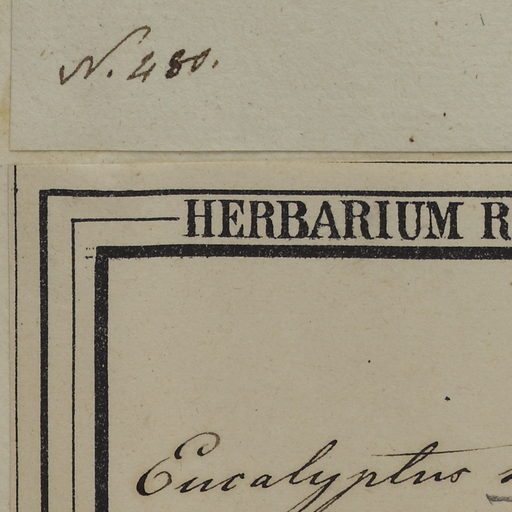 N. 480.
HERBARIUM R
Eucalyptus